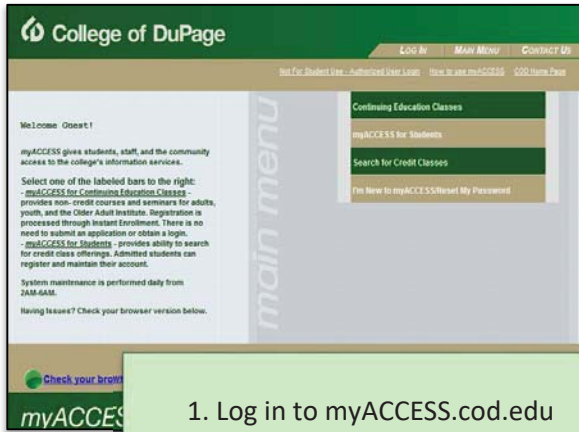 College of DuPage
LOG IN MAIN MENU CONTACT US
Not For Student Use - Authorized User Login How to use myACCESS COD Home Page
Welcome Guest!
myACCESS gives students, staff, and the community
access to the college's information services.
Select one of the labeled bars to the right:
- myACCESS for Continuing Education Classes -
provides non- credit courses and seminars for adults,
youth, and the Older Adult Institute. Registration is
processed through Instant Enrollment. There is no
need to submit an application or obtain a login.
- myACCESS for Students - provides ability to search
for credit class offerings. Admitted students can
register and maintain their account.
System maintenance is performed daily from
2AM-6AM.
Having Issues? Check your browser version below.
main menu
Continuing Education Classes
myACCESS for Students
Search for Credit Classes
I'm New to myACCESS/Reset My Password
Check your brow
myACCES
1. Log in to myACCESS.cod.edu